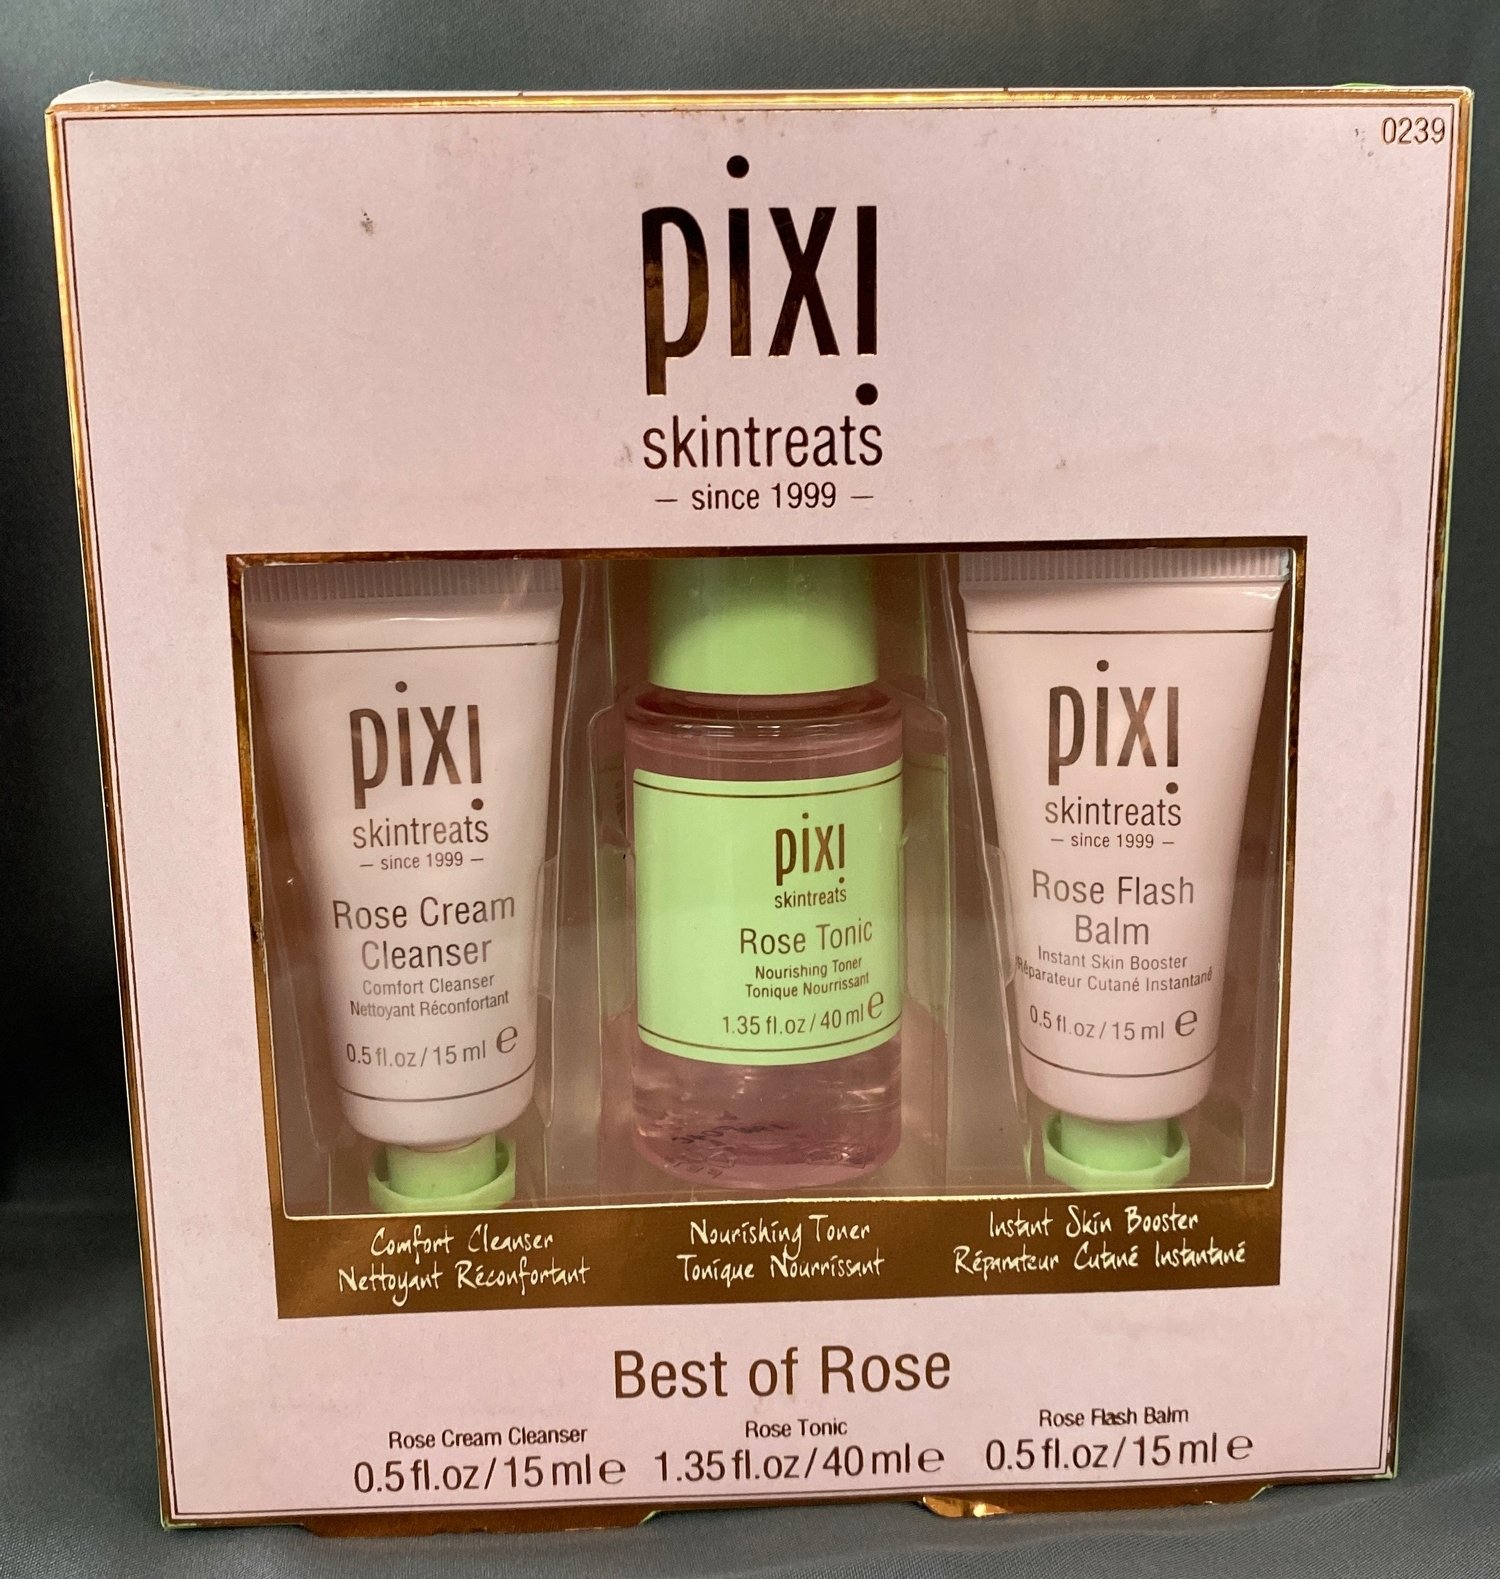 0239
pixi
skintreats
– since 1999 –
pixi
skintreats
– since 1999 –
Rose Cream
Cleanser
Comfort Cleanser
Nettoyant Réconfortant
0.5 fl.oz / 15 ml ℮
pixi
skintreats
Rose Tonic
Nourishing Toner
Tonique Nourrissant
1.35 fl.oz / 40 ml ℮
pixi
skintreats
– since 1999 –
Rose Flash
Balm
Instant Skin Booster
Réparateur Cutané Instantané
0.5 fl.oz / 15 ml ℮
Comfort Cleanser
Nettoyant Réconfortant
Nourishing Toner
Tonique Nourrissant
Instant Skin Booster
Réparateur Cutané Instantané
Best of Rose
Rose Cream Cleanser
0.5 fl.oz / 15 ml ℮
Rose Tonic
1.35 fl.oz / 40 ml ℮
Rose Flash Balm
0.5 fl.oz / 15 ml ℮